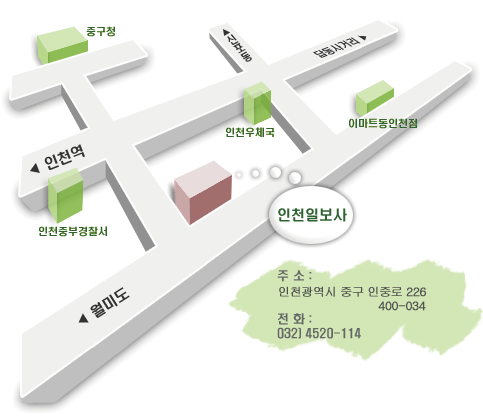 중구청
신포동
답동사거리 ▶
인천우체국
이마트동인천점
◀ 인천역
인천중부경찰서
인천일보사
◀ 월미도
주 소 :
인천광역시 중구 인중로 226
400-034
전 화 :
032) 4520-114